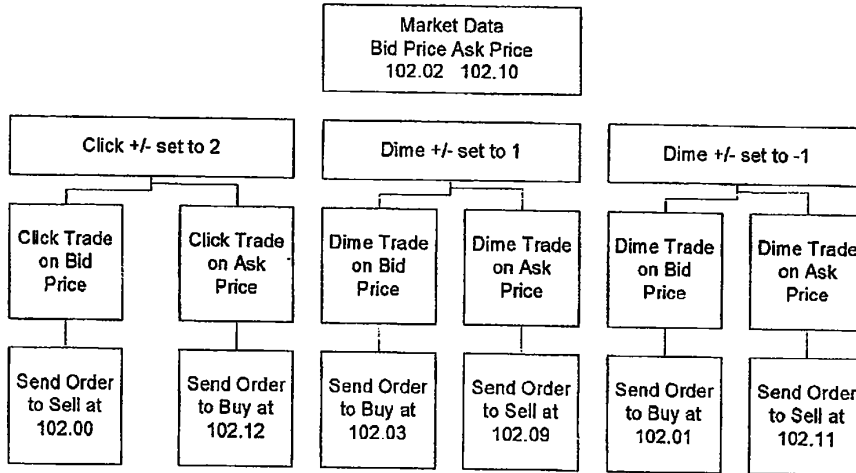 Market Data
Bid Price Ask Price
102.02 102.10
Click +/- set to 2
Dime +/- set to 1
Dime +/- set to -1
Click Trade
on Bid
Price
Click Trade
on Ask
Price
Dime Trade
on Bid
Price
Dime Trade
on Ask
Price
Dime Trade
on Bid
Price
Dime Trade
on Ask
Price
Send Order
to Sell at
102.00
Send Order
to Buy at
102.12
Send Order
to Buy at
102.03
Send Order
to Sell at
102.09
Send Order
to Buy at
102.01
Send Order
to Sell at
102.11